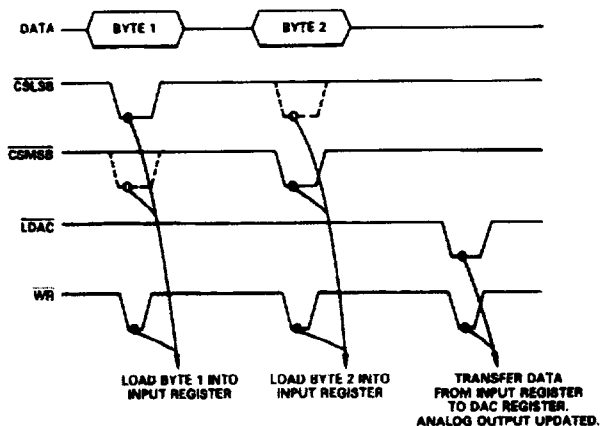 DATA
BYTE 1
BYTE 2
CSLSB
CSMSB
LDAC
WR
LOAD BYTE 1 INTO
INPUT REGISTER
LOAD BYTE 2 INTO
INPUT REGISTER
TRANSFER DATA
FROM INPUT REGISTER
TO DAC REGISTER.
ANALOG OUTPUT UPDATED.